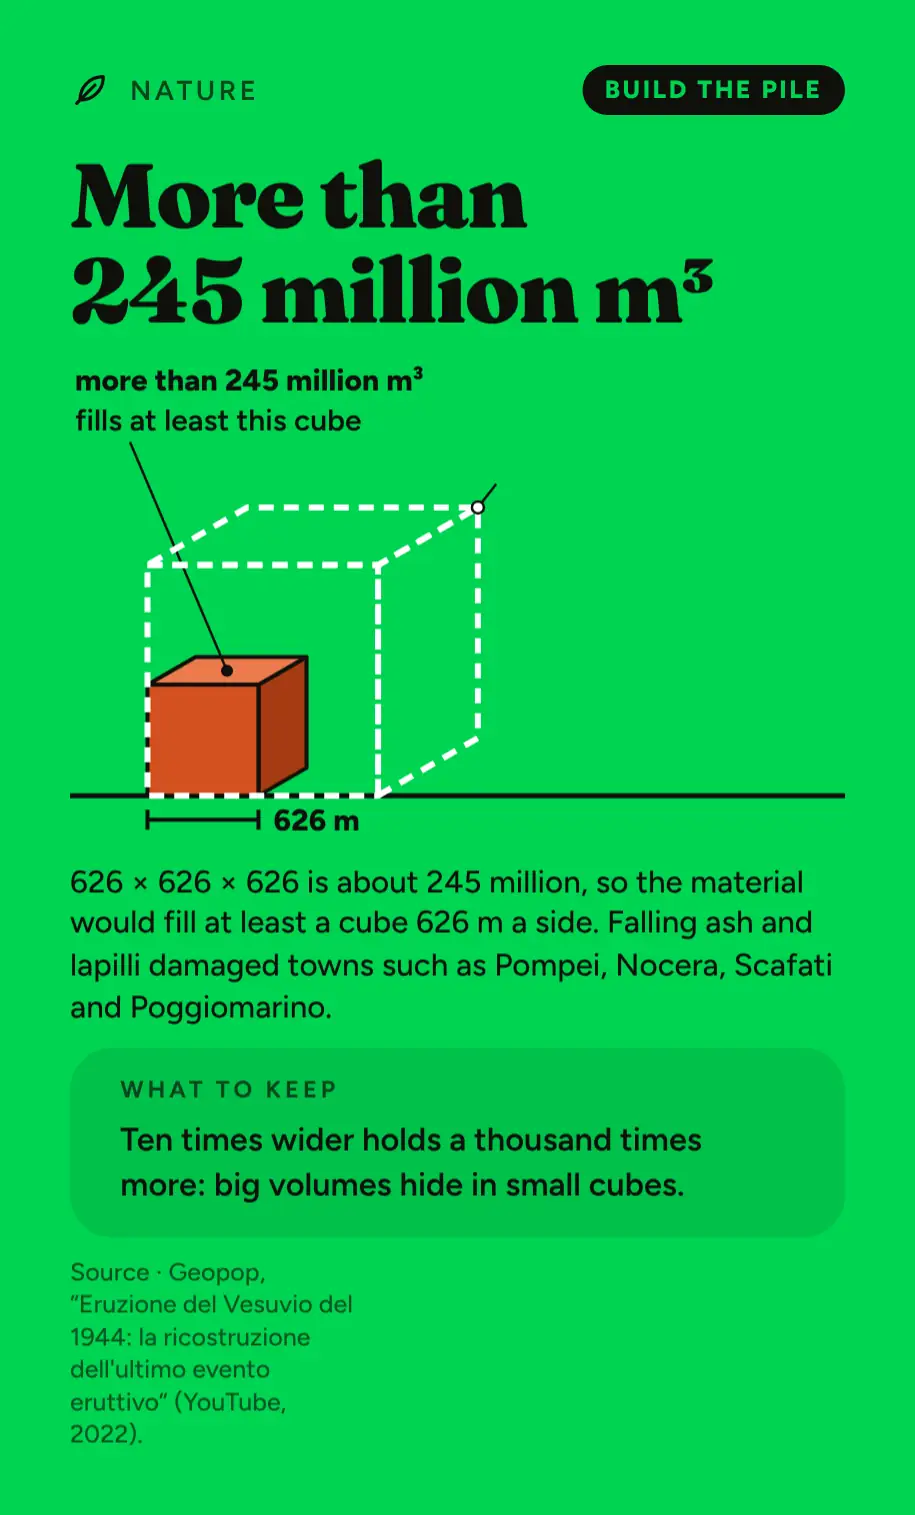 NATURE
BUILD THE PILE
More than
245 million m³
more than 245 million m³
fills at least this cube
626 m
626 × 626 × 626 is about 245 million, so the material
would fill at least a cube 626 m a side. Falling ash and
lapilli damaged towns such as Pompei, Nocera, Scafati
and Poggiomarino.
WHAT TO KEEP
Ten times wider holds a thousand times
more: big volumes hide in small cubes.
Source · Geopop,
“Eruzione del Vesuvio del
1944: la ricostruzione
dell'ultimo evento
eruttivo” (YouTube,
2022).